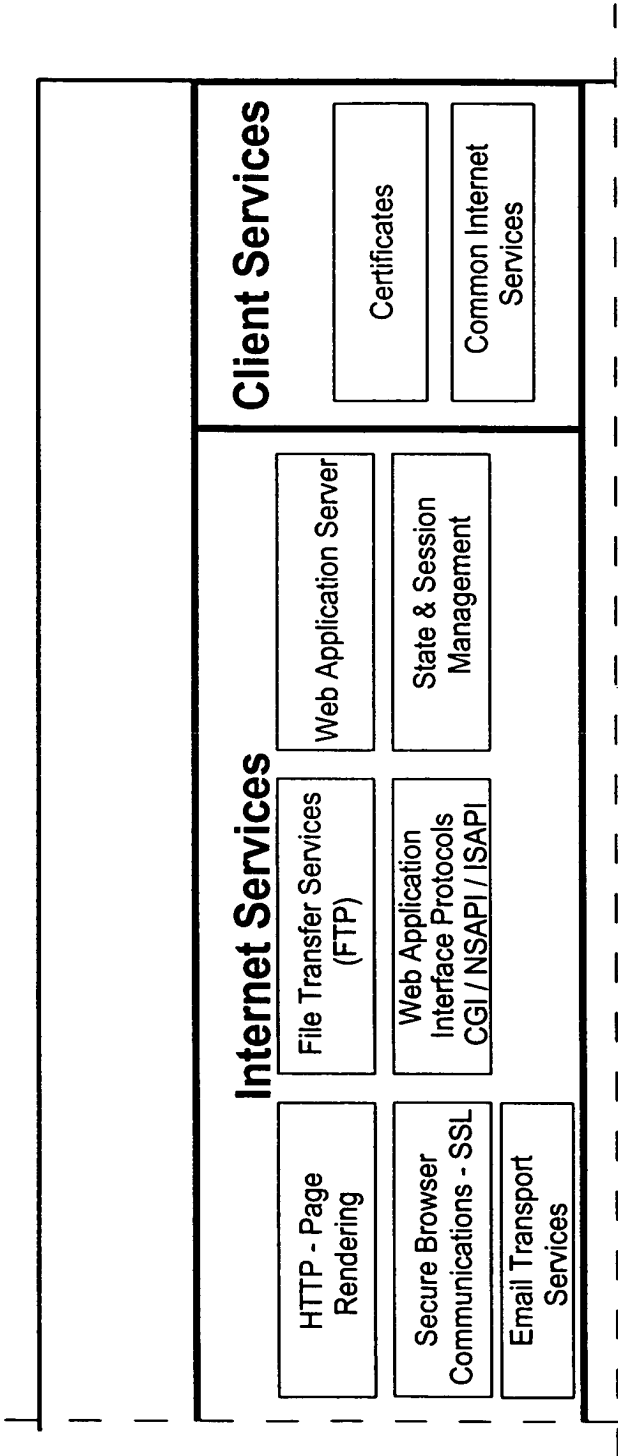 Internet Services
HTTP - Page
Rendering
File Transfer Services
(FTP)
Web Application Server
Secure Browser
Communications - SSL
Web Application
Interface Protocols
CGI / NSAPI / ISAPI
State & Session
Management
Email Transport
Services
Client Services
Certificates
Common Internet
Services